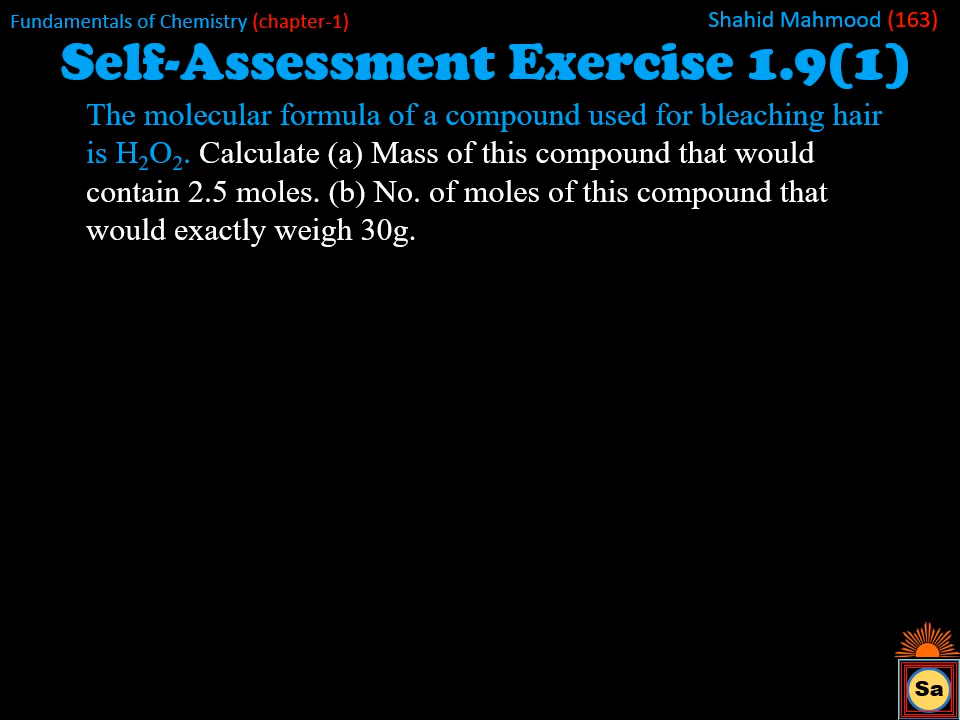 Fundamentals of Chemistry (chapter-1)
Shahid Mahmood (163)
Self-Assessment Exercise 1.9(1)
The molecular formula of a compound used for bleaching hair
is H₂O₂. Calculate (a) Mass of this compound that would
contain 2.5 moles. (b) No. of moles of this compound that
would exactly weigh 30g.
Sa